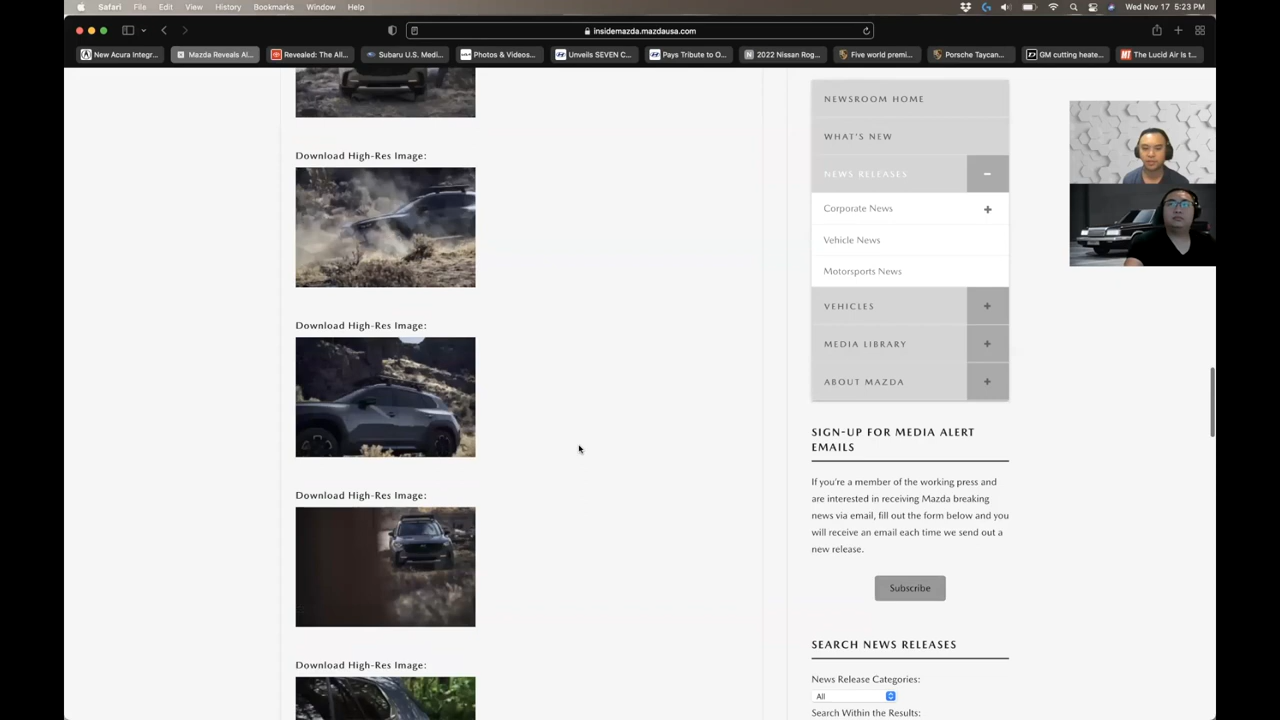 Safari File Edit View History Bookmarks Window Help
Wed Nov 17 5:23 PM
insidemazda.mazdausa.com
New Acura Integr...
Mazda Reveals Al...
Revealed: The All...
Subaru U.S. Medi...
Photos & Videos...
Unveils SEVEN C...
Pays Tribute to O...
2022 Nissan Rog...
Five world premi...
Porsche Taycan...
GM cutting heate...
The Lucid Air Is t...
Download High-Res Image:
Download High-Res Image:
Download High-Res Image:
Download High-Res Image:
NEWSROOM HOME
WHAT'S NEW
NEWS RELEASES
Corporate News
Vehicle News
Motorsports News
VEHICLES
MEDIA LIBRARY
ABOUT MAZDA
SIGN-UP FOR MEDIA ALERT
EMAILS
If you're a member of the working press and
are interested in receiving Mazda breaking
news via email, fill out the form below and you
will receive an email each time we send out a
new release.
Subscribe
SEARCH NEWS RELEASES
News Release Categories:
All
Search Within the Results: